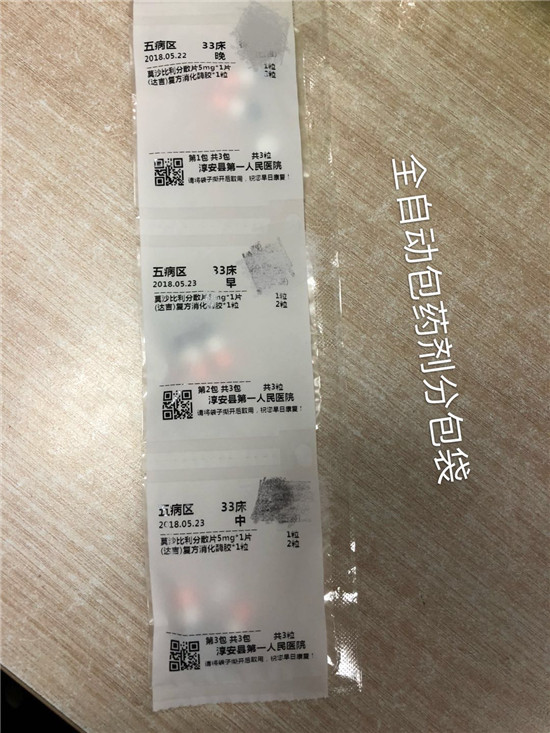 五病区 33床
2018.05.22 晚
莫沙比利分散片5mg*1片 1粒
(达吉)复方消化酶胶*1粒 2粒
第1包 共3包 共3粒
淳安县第一人民医院
请将袋子撕开后敢用，祝您早日康复！
五病区 33床
2018.05.23 早
莫沙比利分散片5mg*1片 1粒
(达吉)复方消化酶胶*1粒 2粒
第2包 共3包 共3粒
淳安县第一人民医院
请将袋子撕开后敢用，祝您早日康复！
五病区 33床
2018.05.23 中
莫沙比利分散片5mg*1片 1粒
(达吉)复方消化酶胶*1粒 2粒
第3包 共3包 共3粒
淳安县第一人民医院
请将袋子撕开后敢用，祝您早日康复！
全自动包药剂分包袋